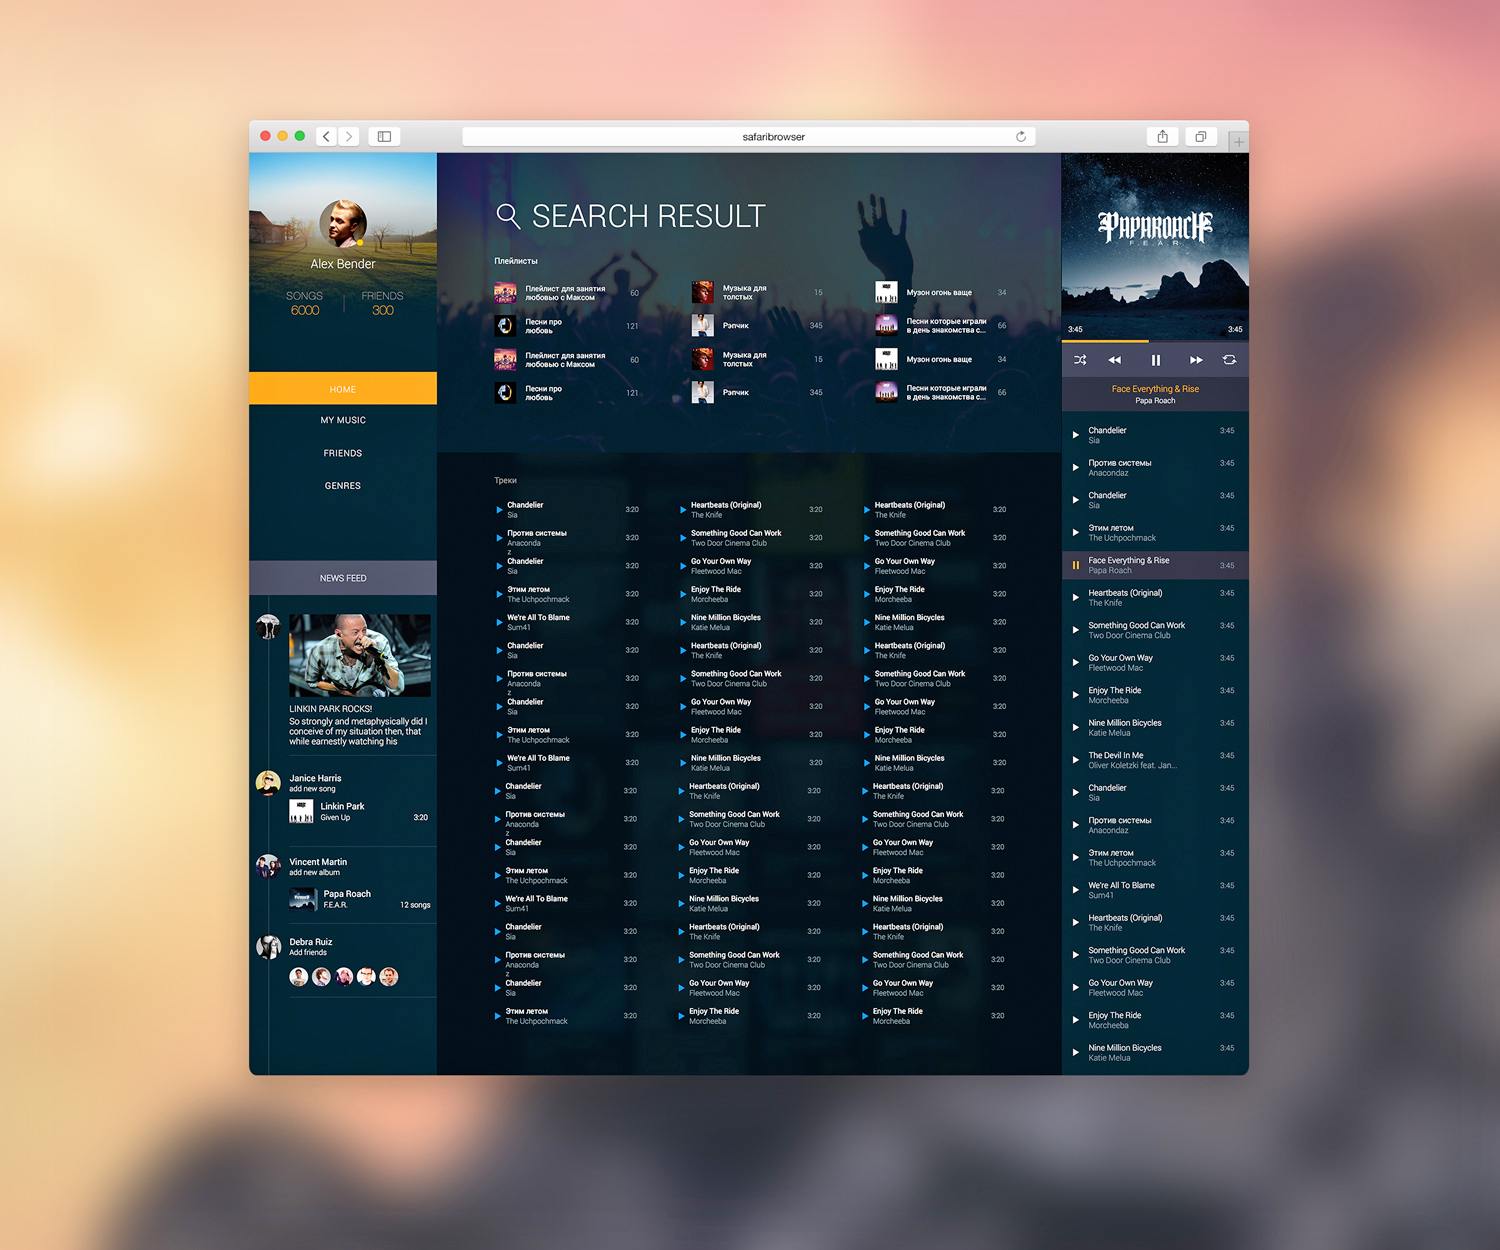 safaribrowser
Alex Bender
SONGS
6000
FRIENDS
300
HOME
MY MUSIC
FRIENDS
GENRES
NEWS FEED
LINKIN PARK ROCKS!
So strongly and metaphysically did I
conceive of my situation then, that
while earnestly watching his
Janice Harris
add new song
Linkin Park
Given Up 3:20
Vincent Martin
add new album
Papa Roach
F.E.A.R. 12 songs
Debra Ruiz
Add friends
SEARCH RESULT
Плейлисты
Плейлист для занятия
любовью с Максом
60
Музыка для
толстых
15
Музон огонь ваще
34
Песни про
любовь
121
Рэпчик
345
Песни которые играли
в день знакомства с...
66
Плейлист для занятия
любовью с Максом
60
Музыка для
толстых
15
Музон огонь ваще
34
Песни про
любовь
121
Рэпчик
345
Песни которые играли
в день знакомства с...
66
Треки
Chandelier
Sia
3:20
Против системы
Anaconda
z
3:20
Chandelier
Sia
3:20
Этим летом
The Uchpochmack
3:20
We're All To Blame
Sum41
3:20
Chandelier
Sia
3:20
Против системы
Anaconda
z
3:20
Chandelier
Sia
3:20
Этим летом
The Uchpochmack
3:20
We're All To Blame
Sum41
3:20
Chandelier
Sia
3:20
Против системы
Anaconda
z
3:20
Chandelier
Sia
3:20
Этим летом
The Uchpochmack
3:20
We're All To Blame
Sum41
3:20
Chandelier
Sia
3:20
Против системы
Anaconda
z
3:20
Chandelier
Sia
3:20
Этим летом
The Uchpochmack
3:20
Heartbeats (Original)
The Knife
3:20
Something Good Can Work
Two Door Cinema Club
3:20
Go Your Own Way
Fleetwood Mac
3:20
Enjoy The Ride
Morcheeba
3:20
Nine Million Bicycles
Katie Melua
3:20
Heartbeats (Original)
The Knife
3:20
Something Good Can Work
Two Door Cinema Club
3:20
Go Your Own Way
Fleetwood Mac
3:20
Enjoy The Ride
Morcheeba
3:20
Nine Million Bicycles
Katie Melua
3:20
Heartbeats (Original)
The Knife
3:20
Something Good Can Work
Two Door Cinema Club
3:20
Go Your Own Way
Fleetwood Mac
3:20
Enjoy The Ride
Morcheeba
3:20
Nine Million Bicycles
Katie Melua
3:20
Heartbeats (Original)
The Knife
3:20
Something Good Can Work
Two Door Cinema Club
3:20
Go Your Own Way
Fleetwood Mac
3:20
Enjoy The Ride
Morcheeba
3:20
Heartbeats (Original)
The Knife
3:20
Something Good Can Work
Two Door Cinema Club
3:20
Go Your Own Way
Fleetwood Mac
3:20
Enjoy The Ride
Morcheeba
3:20
Nine Million Bicycles
Katie Melua
3:20
Heartbeats (Original)
The Knife
3:20
Something Good Can Work
Two Door Cinema Club
3:20
Go Your Own Way
Fleetwood Mac
3:20
Enjoy The Ride
Morcheeba
3:20
Nine Million Bicycles
Katie Melua
3:20
Heartbeats (Original)
The Knife
3:20
Something Good Can Work
Two Door Cinema Club
3:20
Go Your Own Way
Fleetwood Mac
3:20
Enjoy The Ride
Morcheeba
3:20
Nine Million Bicycles
Katie Melua
3:20
Heartbeats (Original)
The Knife
3:20
Something Good Can Work
Two Door Cinema Club
3:20
Go Your Own Way
Fleetwood Mac
3:20
Enjoy The Ride
Morcheeba
3:20
PAPAROACH
F.E.A.R.
3:45 3:45
Face Everything & Rise
Papa Roach
Chandelier
Sia
3:45
Против системы
Anacondaz
3:45
Chandelier
Sia
3:45
Этим летом
The Uchpochmack
3:45
Face Everything & Rise
Papa Roach
3:45
Heartbeats (Original)
The Knife
3:45
Something Good Can Work
Two Door Cinema Club
3:45
Go Your Own Way
Fleetwood Mac
3:45
Enjoy The Ride
Morcheeba
3:45
Nine Million Bicycles
Katie Melua
3:45
The Devil In Me
Oliver Koletzki feat. Jan...
3:45
Chandelier
Sia
3:45
Против системы
Anacondaz
3:45
Этим летом
The Uchpochmack
3:45
We're All To Blame
Sum41
3:45
Heartbeats (Original)
The Knife
3:45
Something Good Can Work
Two Door Cinema Club
3:45
Go Your Own Way
Fleetwood Mac
3:45
Enjoy The Ride
Morcheeba
3:45
Nine Million Bicycles
Katie Melua
3:45